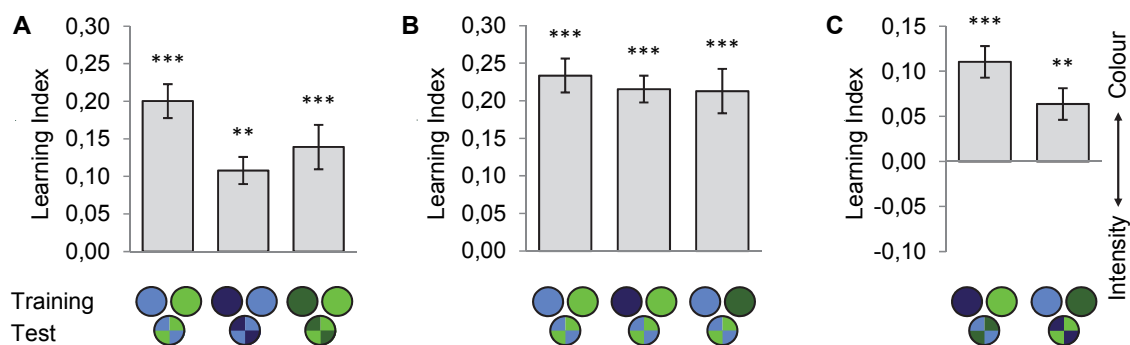 A
Learning Index
0,30
0,25
0,20
0,15
0,10
0,05
0,00
***
**
***
B
Learning Index
0,30
0,25
0,20
0,15
0,10
0,05
0,00
***
***
***
C
Learning Index
0,15
0,10
0,05
0,00
-0,05
-0,10
***
**
Colour
Intensity
Training
Test